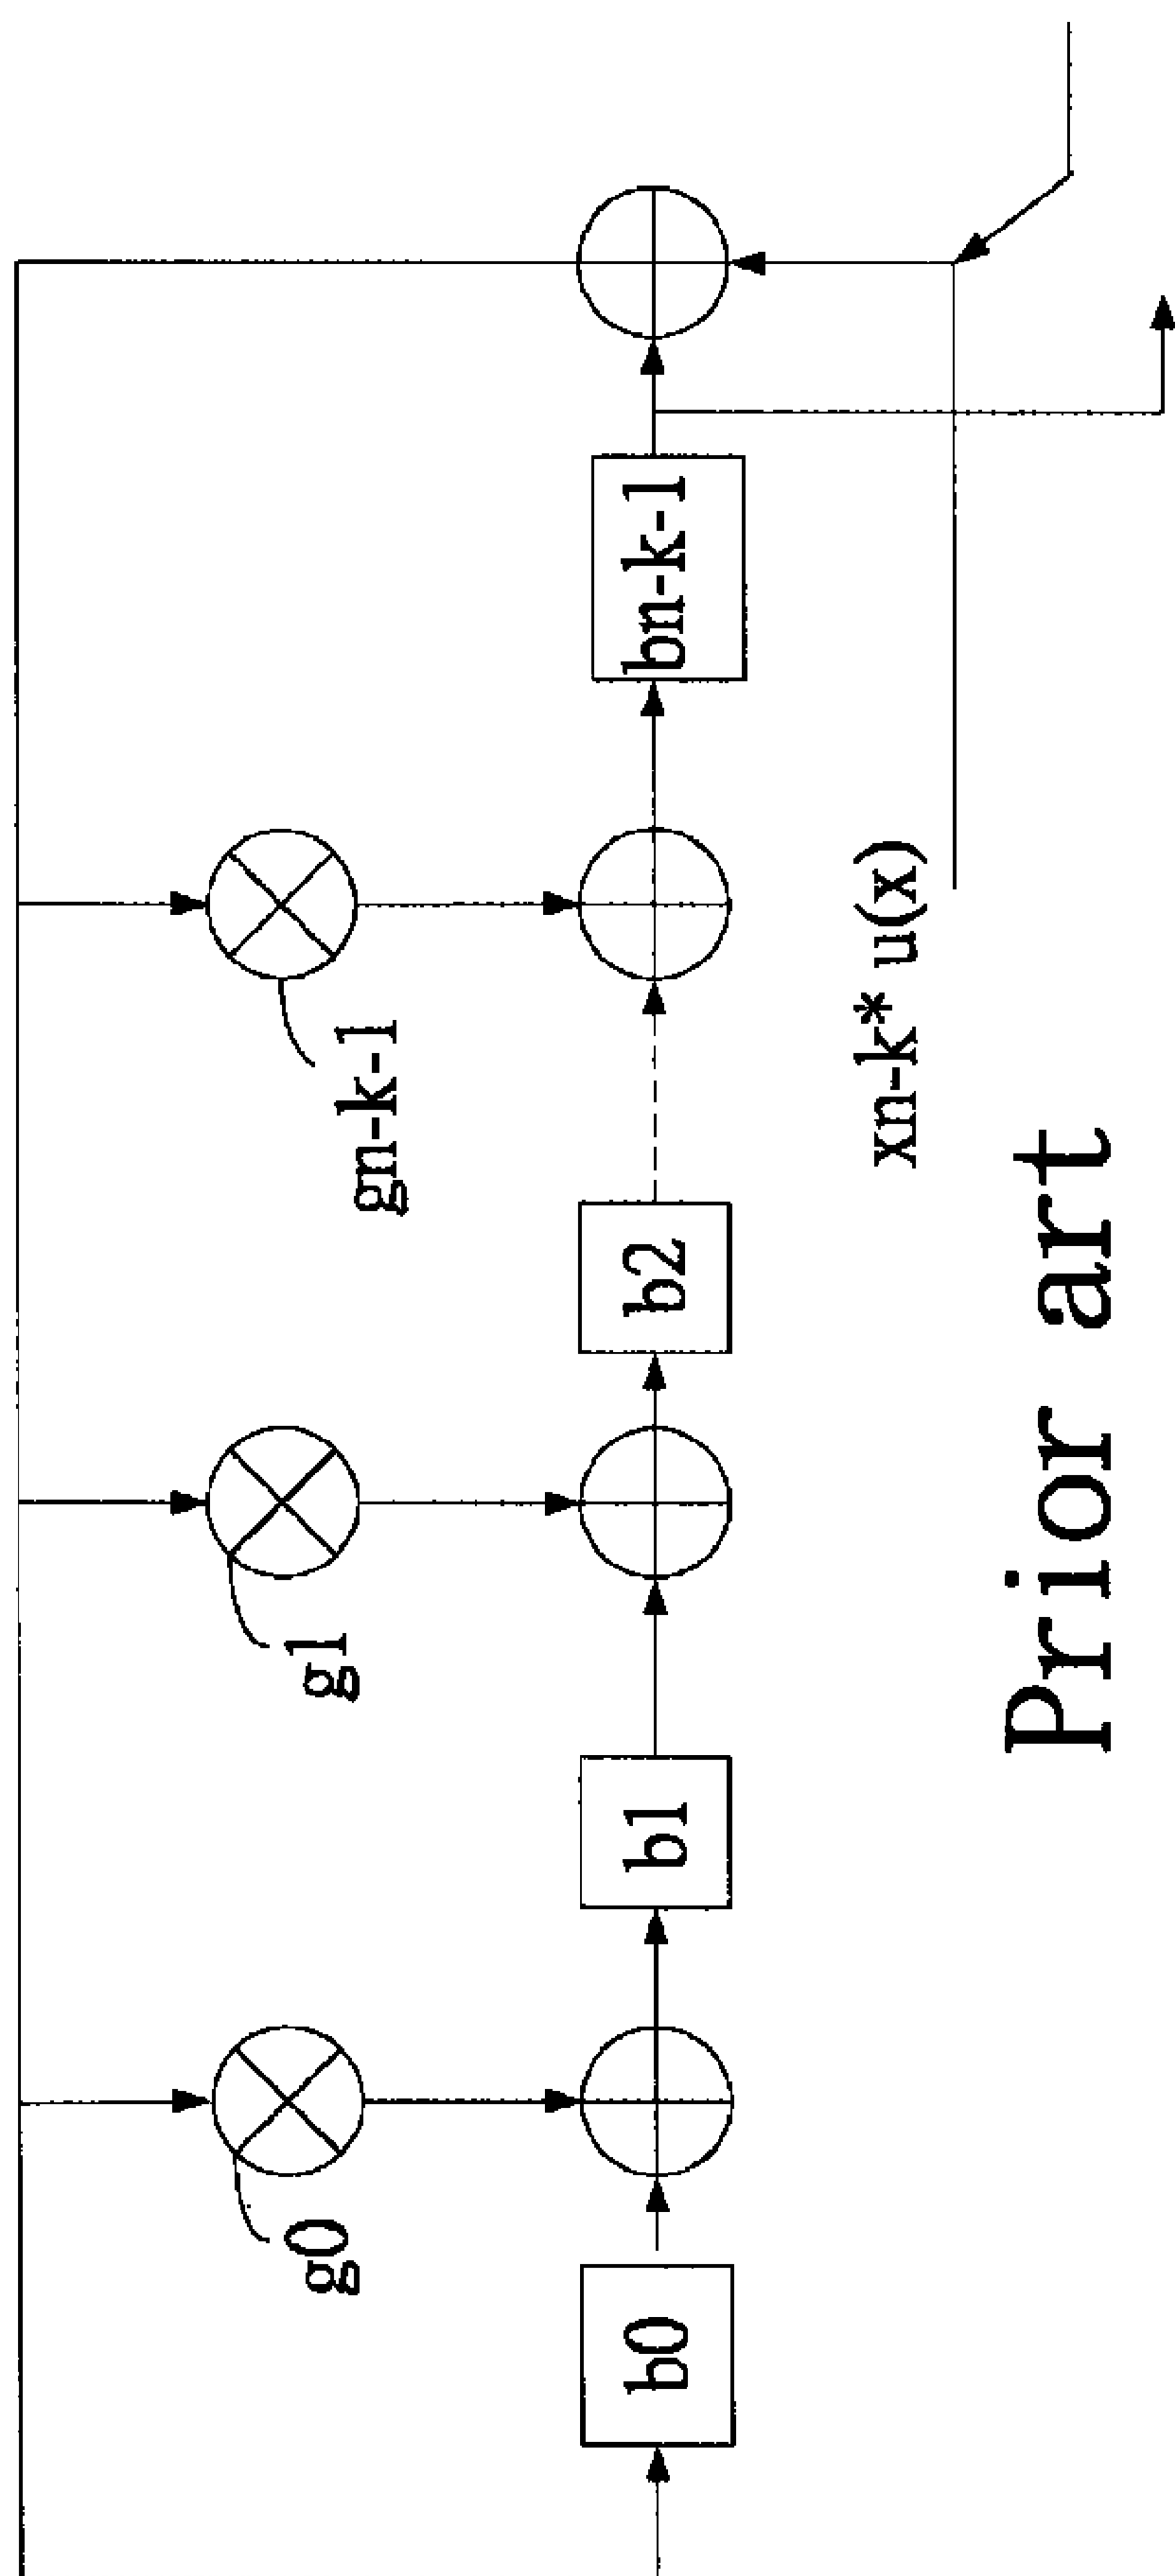 g0
g1
gn-k-1
b0
b1
b2
bn-k-1
xn-k* u(x)
Prior art